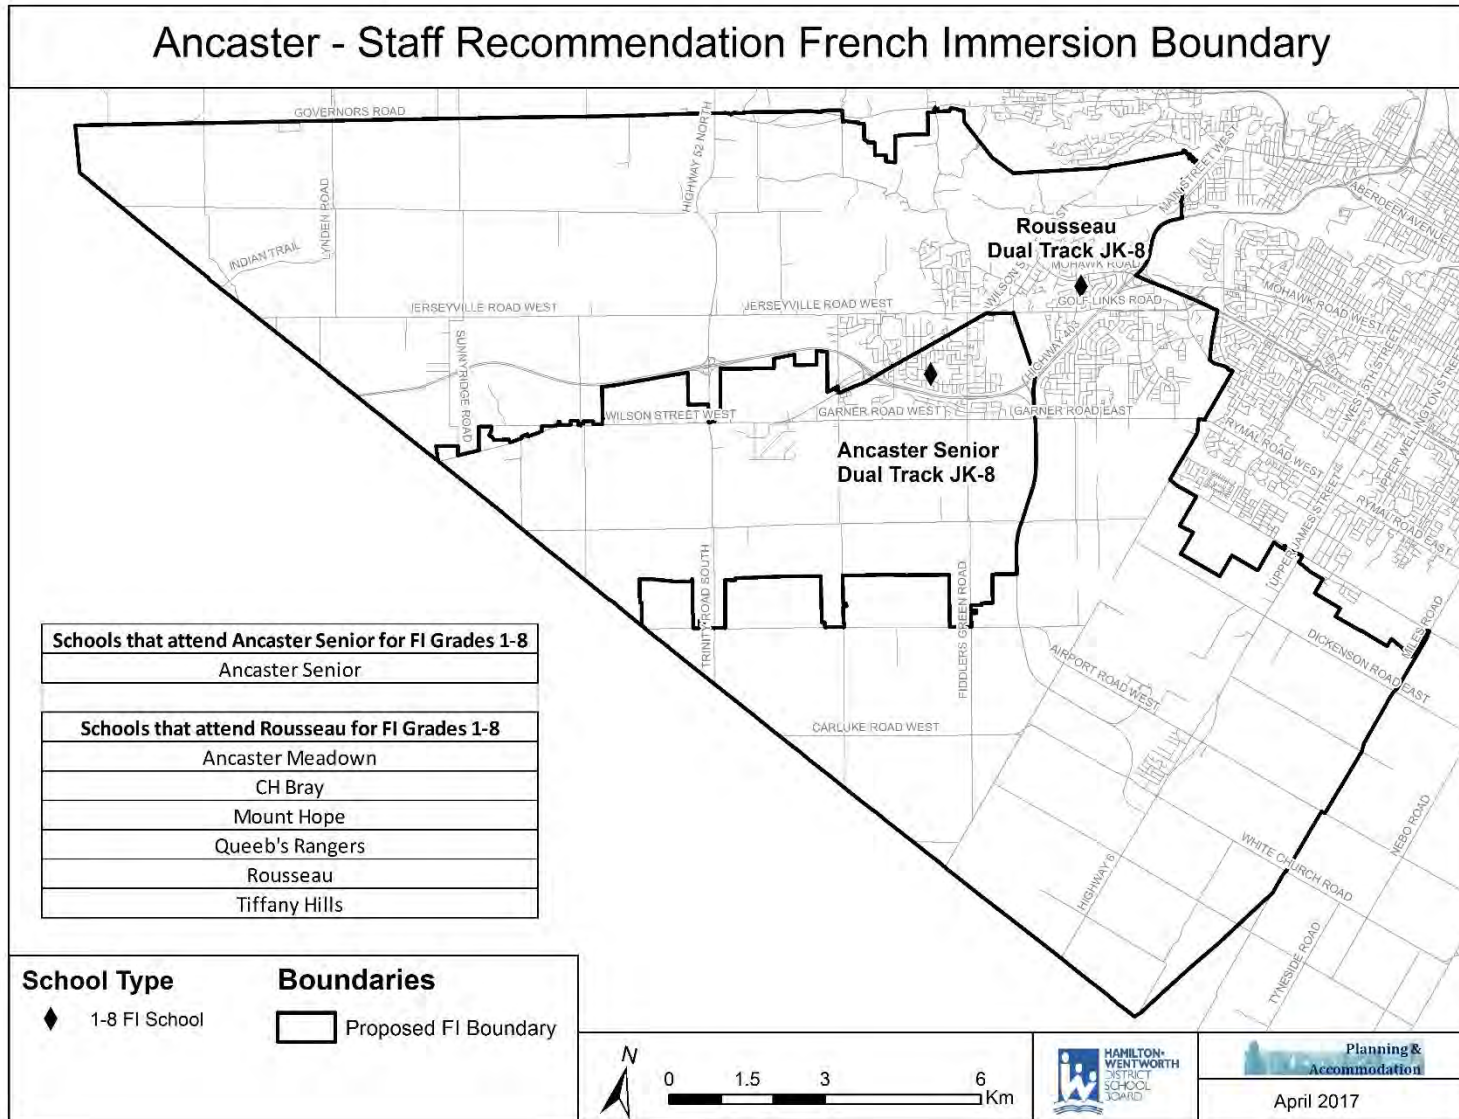 Ancaster - Staff Recommendation French Immersion Boundary
GOVERNORS ROAD
HIGHWAY 52 NORTH
MAIN STREET WEST
ABERDEEN AVENUE
LYNDEN ROAD
INDIAN TRAIL
Rousseau
Dual Track JK-8
MOHAWK ROAD
GOLF LINKS ROAD
MOHAWK ROAD WEST
JERSEYVILLE ROAD WEST
JERSEYVILLE ROAD WEST
HIGHWAY 403
SUNNYRIDGE ROAD
WILSON STREET WEST
GARNER ROAD WEST
GARNER ROAD EAST
WEST 5TH STREET
UPPER WELLINGTON STREET
RYMAL ROAD WEST
RYMAL ROAD EAST
UPPER JAMES STREET
Ancaster Senior
Dual Track JK-8
TRINITY ROAD SOUTH
FIDDLERS GREEN ROAD
MILES ROAD
DICKENSON ROAD EAST
AIRPORT ROAD WEST
CARLUKE ROAD WEST
WHITE CHURCH ROAD
NEBO ROAD
HIGHWAY 6
TYNESIDE ROAD
Schools that attend Ancaster Senior for FI Grades 1-8
Ancaster Senior
Schools that attend Rousseau for FI Grades 1-8
Ancaster Meadown
CH Bray
Mount Hope
Queeb's Rangers
Rousseau
Tiffany Hills
School Type
1-8 FI School
Boundaries
Proposed FI Boundary
N
0 1.5 3 6
Km
HAMILTON-
WENTWORTH
DISTRICT
SCHOOL
BOARD
Planning &
Accommodation
April 2017